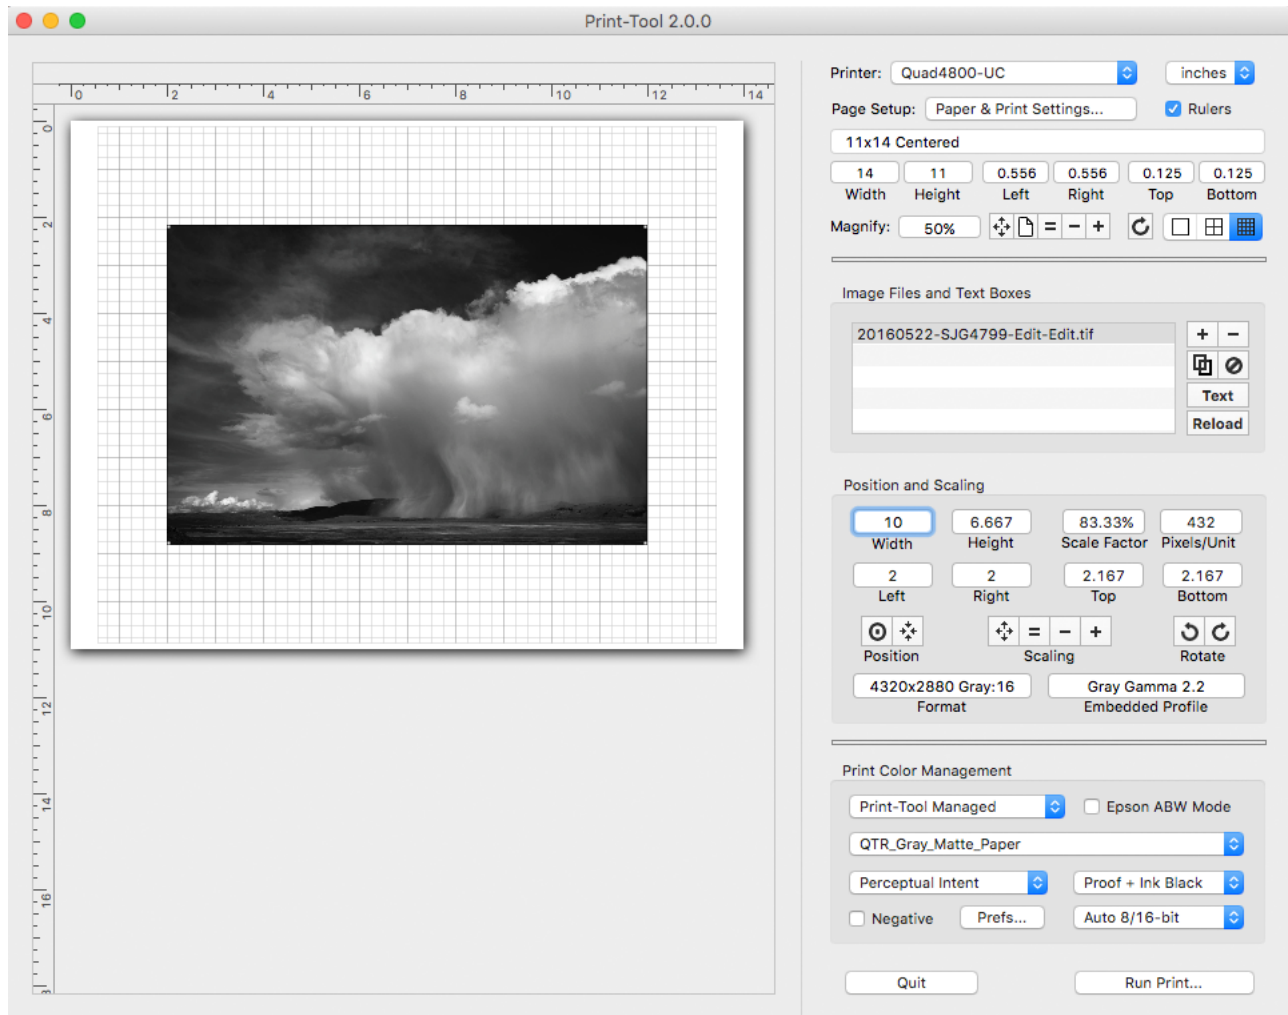 Print-Tool 2.0.0
Printer: Quad4800-UC inches
Page Setup: Paper & Print Settings... Rulers
11x14 Centered
14 11 0.556 0.556 0.125 0.125
Width Height Left Right Top Bottom
Magnify: 50%
0 2 4 6 8 10 12 14
0
2
4
6
8
10
12
14
16
Image Files and Text Boxes
20160522-SJG4799-Edit-Edit.tif
Text
Reload
Position and Scaling
10 6.667 83.33% 432
Width Height Scale Factor Pixels/Unit
2 2 2.167 2.167
Left Right Top Bottom
Position Scaling Rotate
4320x2880 Gray:16 Gray Gamma 2.2
Format Embedded Profile
Print Color Management
Print-Tool Managed Epson ABW Mode
QTR_Gray_Matte_Paper
Perceptual Intent Proof + Ink Black
Negative Prefs... Auto 8/16-bit
Quit Run Print...